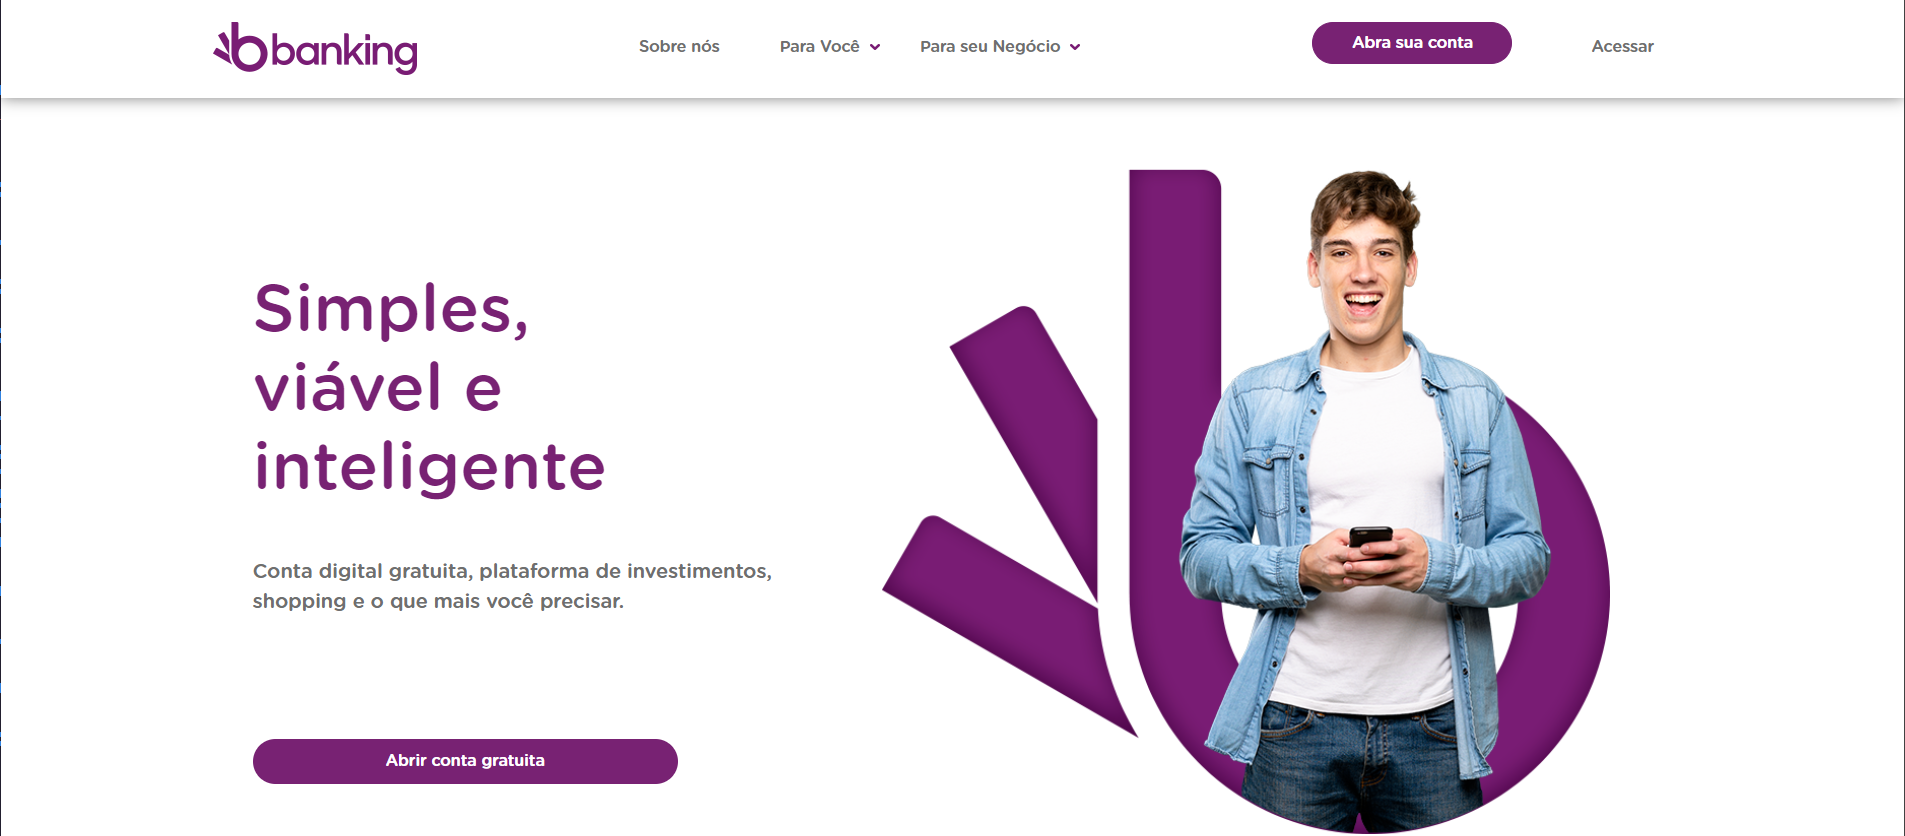 banking
Sobre nós
Para Você
Para seu Negócio
Abra sua conta
Acessar
Simples,
viável e
inteligente
Conta digital gratuita, plataforma de investimentos,
shopping e o que mais você precisar.
Abrir conta gratuita